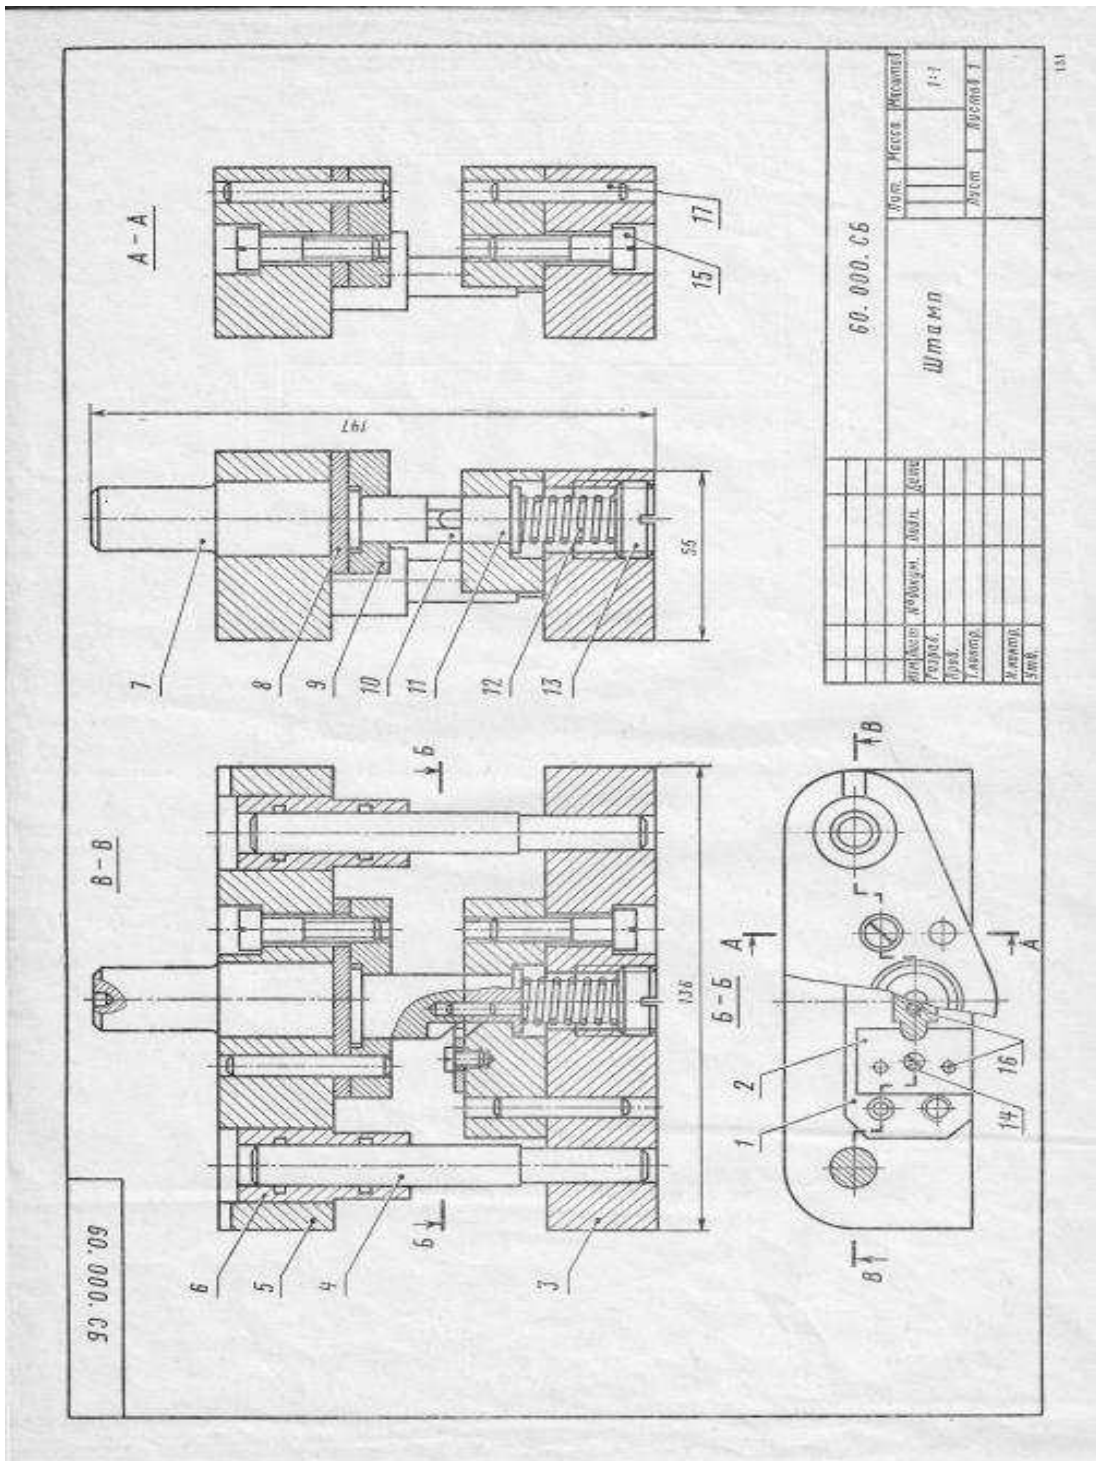 60.000.СБ
В-В
А-А
Б
Б
6
5
4
3
136
7
8
9
10
11
12
13
147
55
15
17
Б-Б
А
А
В
В
1
2
14
16
60.000.СБ
Штамп
Лит.
Масса
Масштаб
1:1
Лист
Листов 1
Изм.
Лист
№ докум.
Подп.
Дата
Разраб.
Пров.
Т.контр.
Н.контр.
Утв.
131